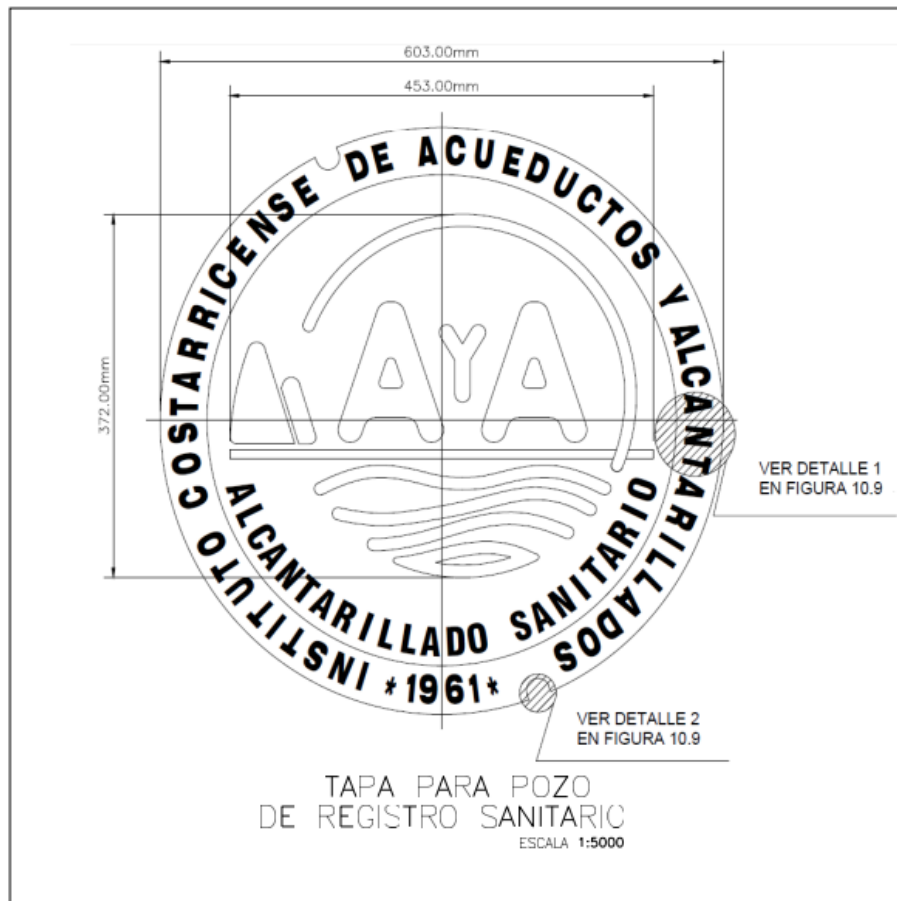 603.00mm
453.00mm
372.00mm
INSTITUTO COSTARRICENSE DE ACUEDUCTOS Y ALCANTARILLADOS
AYA
ALCANTARILLADO SANITARIO
*1961*
VER DETALLE 1
EN FIGURA 10.9
VER DETALLE 2
EN FIGURA 10.9
TAPA PARA POZO
DE REGISTRO SANITARIO
ESCALA 1:5000